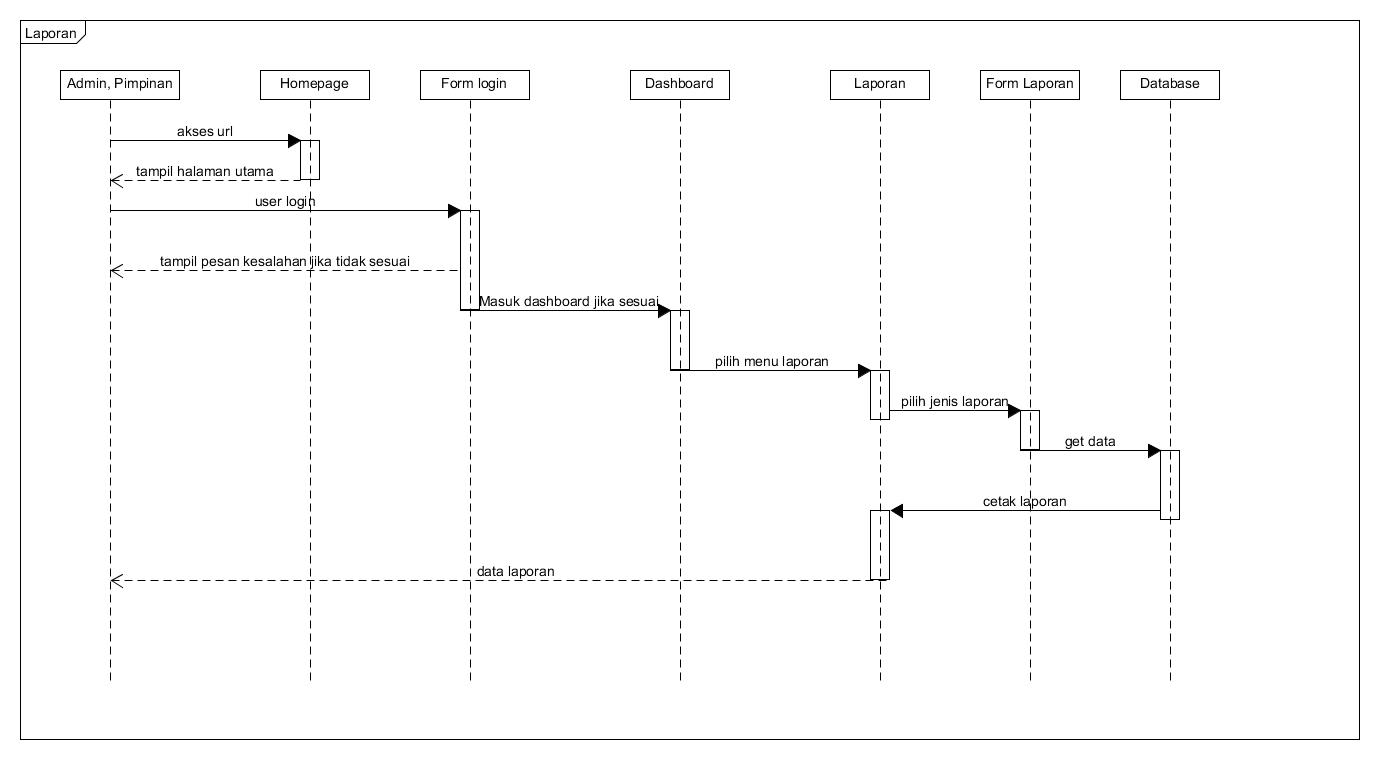 Laporan
Admin, Pimpinan
Homepage
Form login
Dashboard
Laporan
Form Laporan
Database
akses url
tampil halaman utama
user login
tampil pesan kesalahan jika tidak sesuai
Masuk dashboard jika sesuai
pilih menu laporan
pilih jenis laporan
get data
cetak laporan
data laporan